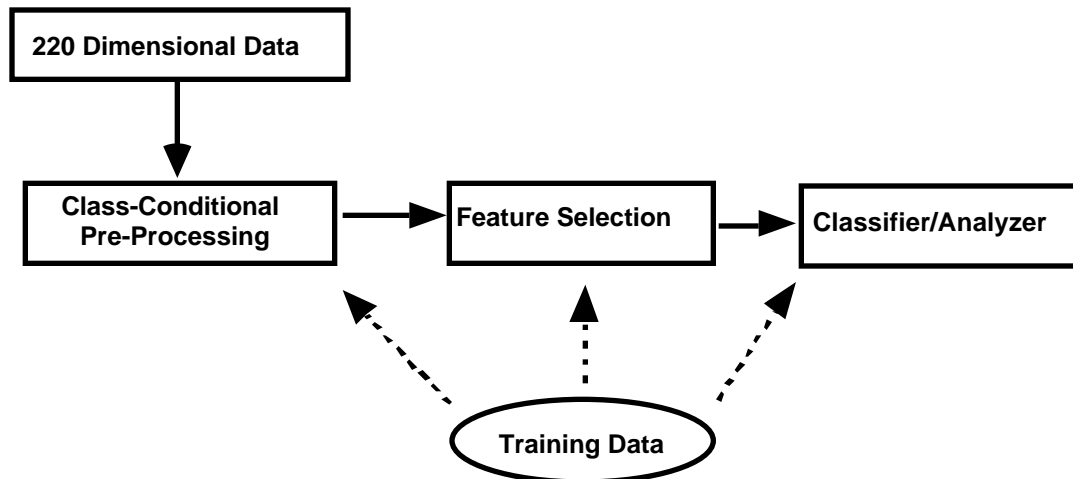 220 Dimensional Data
Class-Conditional
Pre-Processing
Feature Selection
Classifier/Analyzer
Training Data